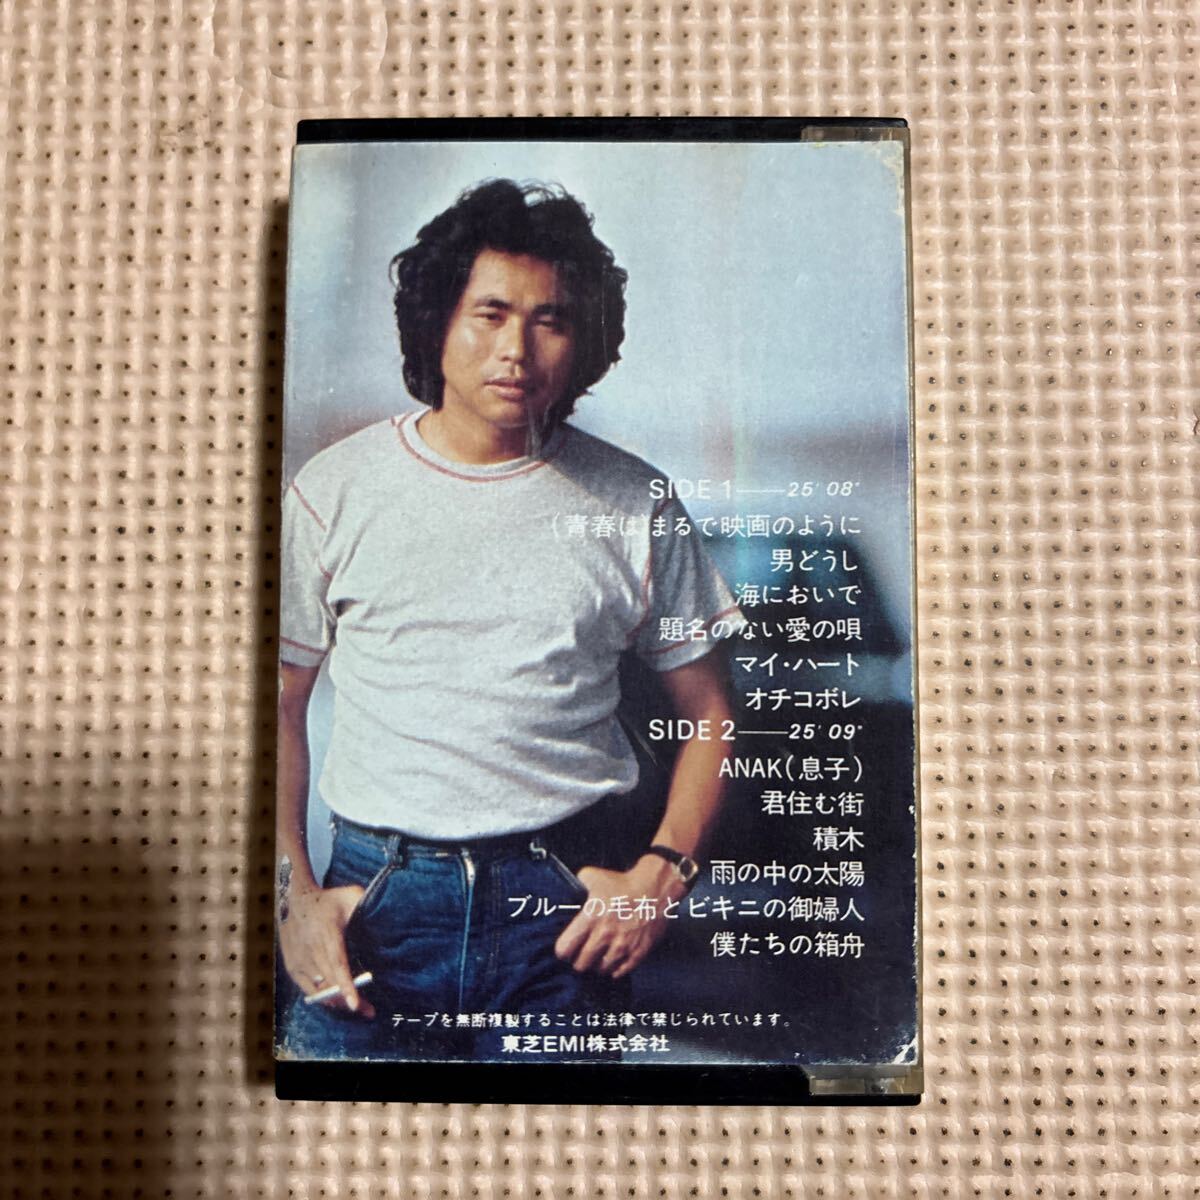 SIDE 1——25′08″
(青春は)まるで映画のように
男どうし
海においで
題名のない愛の唄
マイ・ハート
オチコボレ
SIDE 2——25′09″
ANAK(息子)
君住む街
積木
雨の中の太陽
ブルーの毛布とビキニの御婦人
僕たちの箱舟
テープを無断複製することは法律で禁じられています。
東芝EMI株式会社